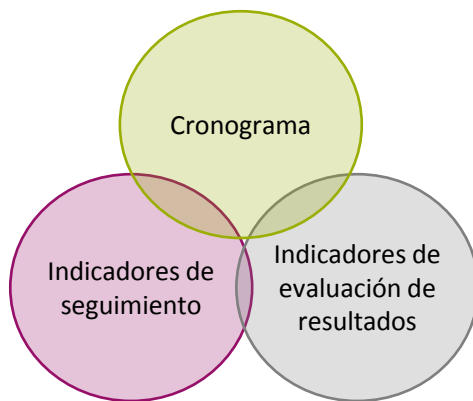 Cronograma
Indicadores de
seguimiento
Indicadores de
evaluación de
resultados